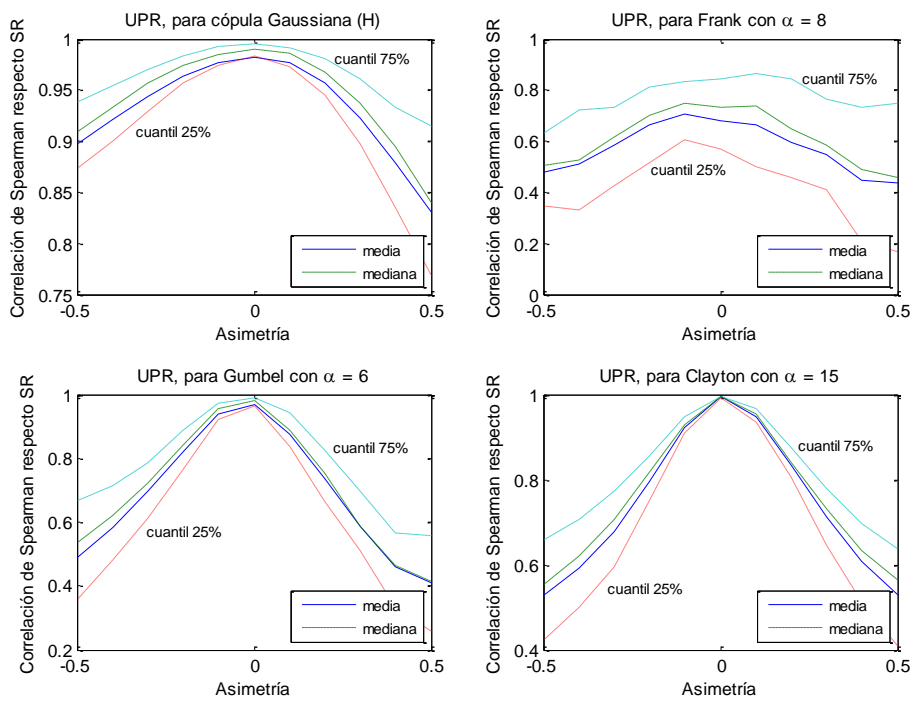 UPR, para cópula Gaussiana (H)
Correlación de Spearman respecto SR
1
0.95
0.9
0.85
0.8
0.75
cuantil 75%
cuantil 25%
media
mediana
-0.5
0
0.5
Asimetría
UPR, para Frank con α = 8
Correlación de Spearman respecto SR
1
0.8
0.6
0.4
0.2
0
cuantil 75%
cuantil 25%
media
mediana
-0.5
0
0.5
Asimetría
UPR, para Gumbel con α = 6
Correlación de Spearman respecto SR
1
0.8
0.6
0.4
0.2
cuantil 75%
cuantil 25%
media
mediana
-0.5
0
0.5
Asimetría
UPR, para Clayton con α = 15
Correlación de Spearman respecto SR
1
0.8
0.6
0.4
cuantil 75%
cuantil 25%
media
mediana
-0.5
0
0.5
Asimetría